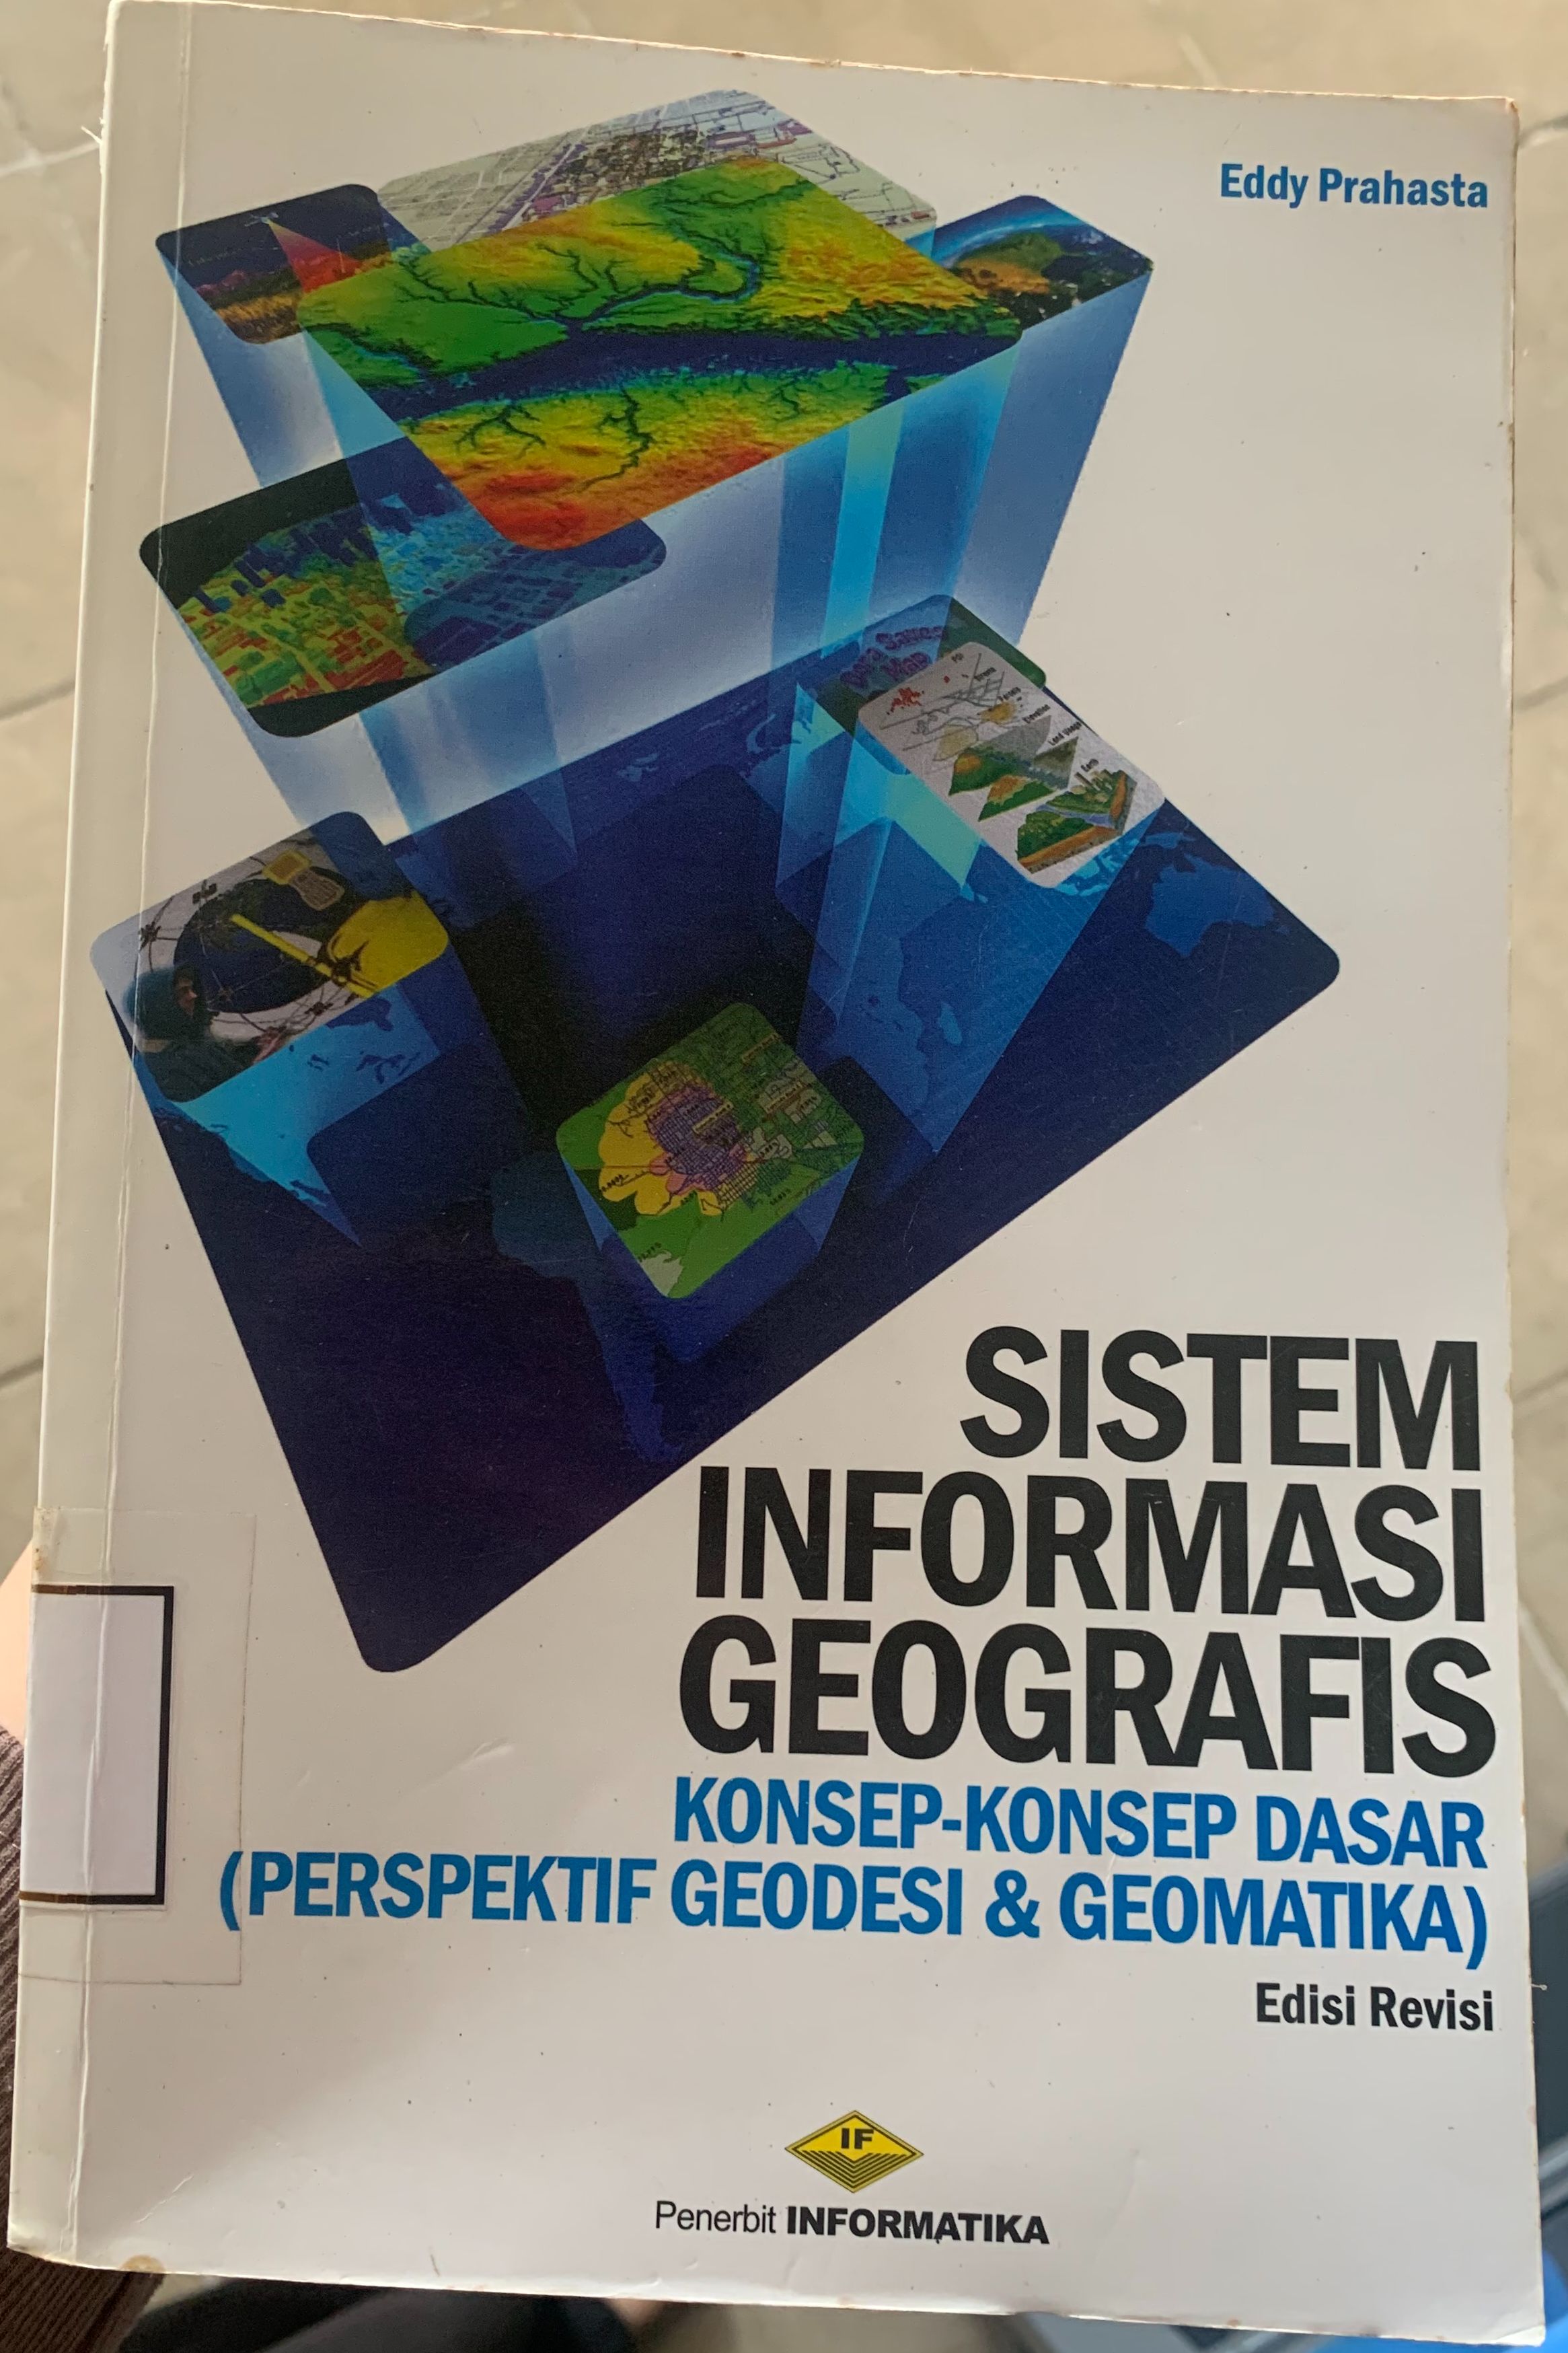 Eddy Prahasta
SISTEM
INFORMASI
GEOGRAFIS
KONSEP-KONSEP DASAR
(PERSPEKTIF GEODESI & GEOMATIKA)
Edisi Revisi
IF
Penerbit INFORMATIKA